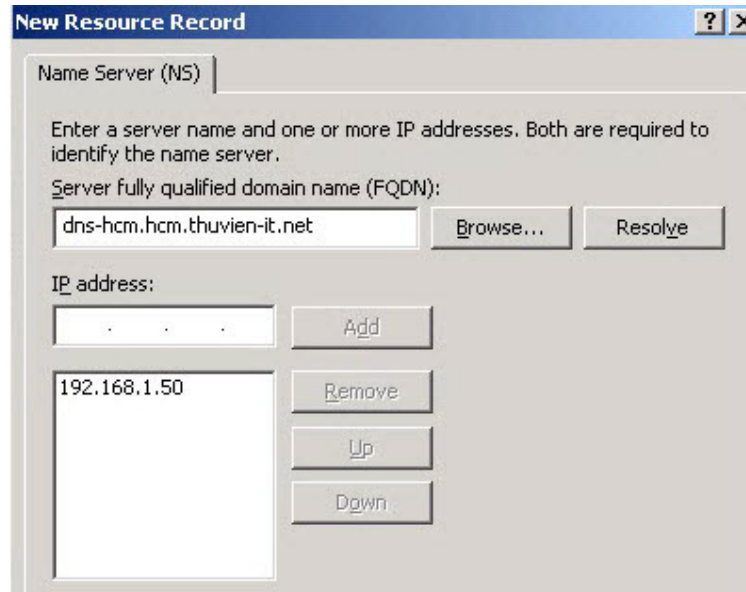 New Resource Record
Name Server (NS)
Enter a server name and one or more IP addresses. Both are required to
identify the name server.
Server fully qualified domain name (FQDN):
dns-hcm.hcm.thuvien-it.net Browse... Resolve
IP address:
. . . Add
192.168.1.50 Remove
Up
Down